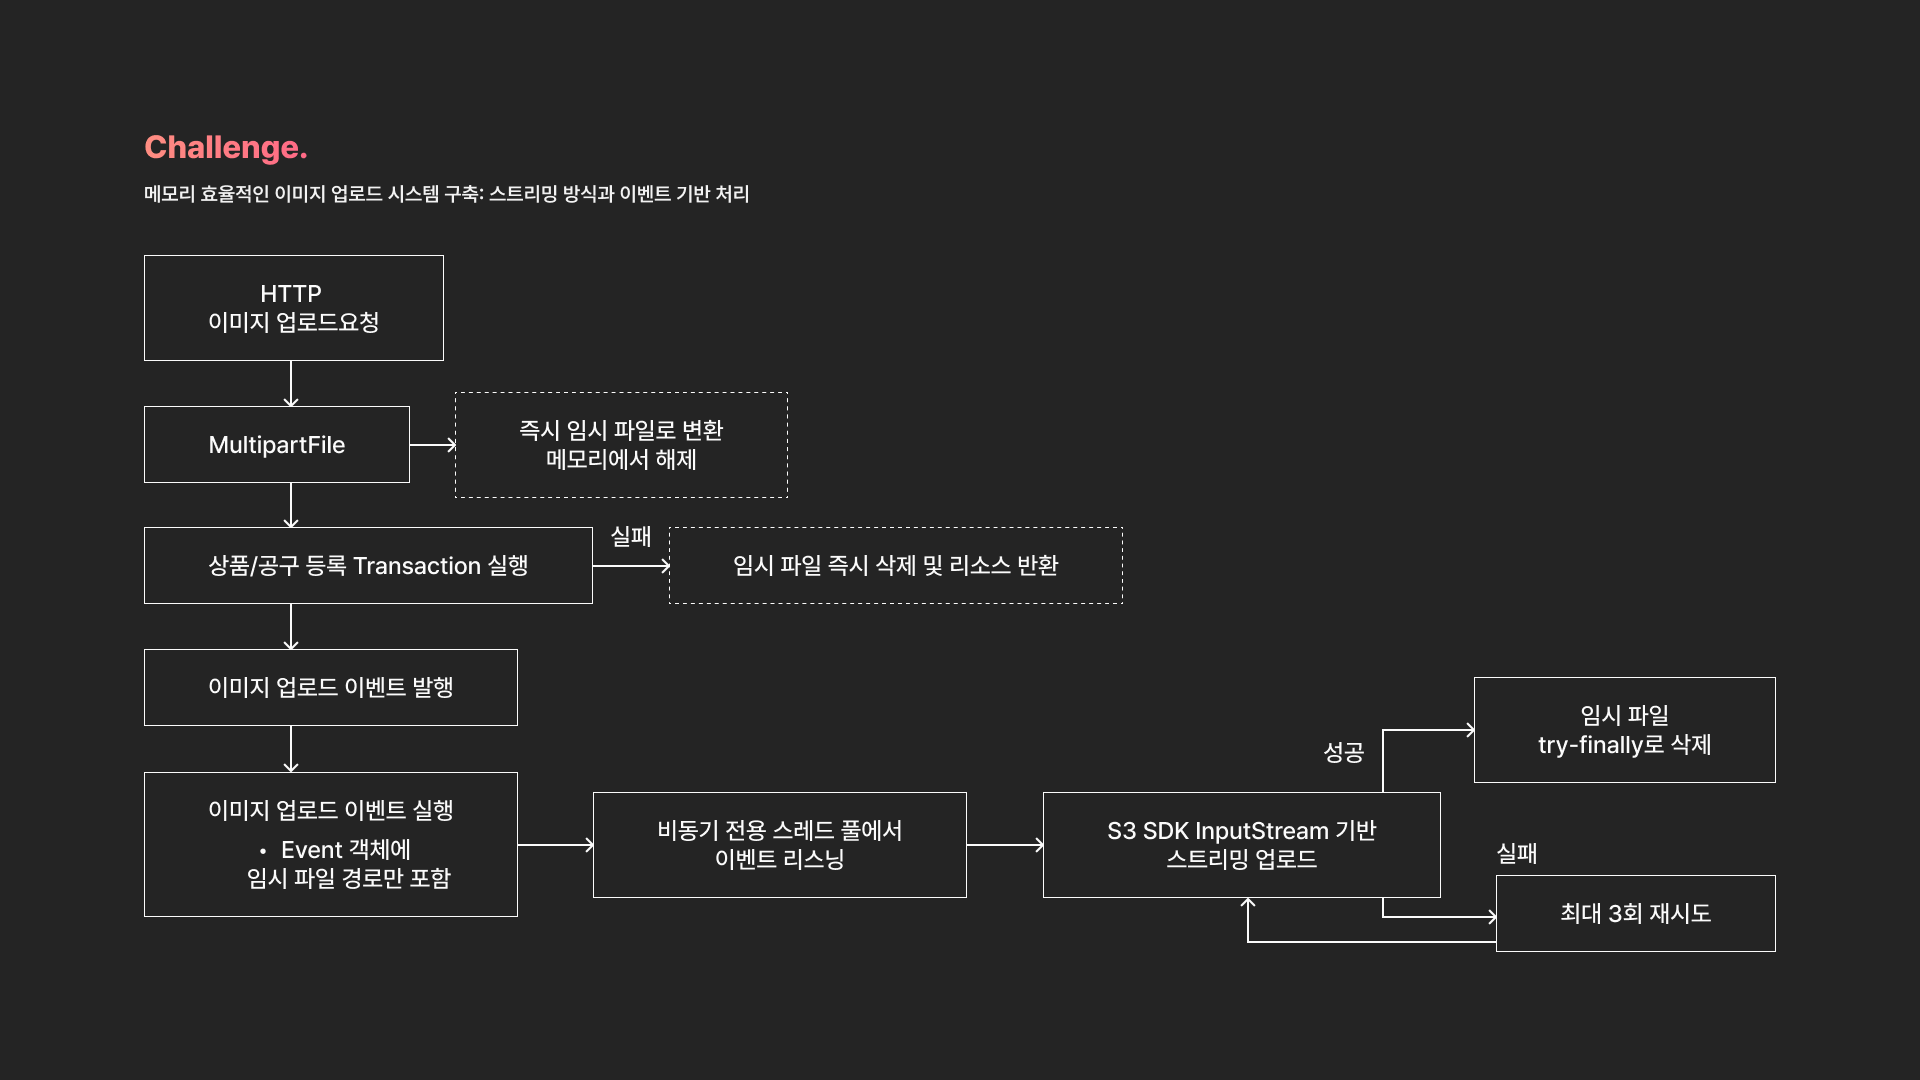 Challenge.
메모리 효율적인 이미지 업로드 시스템 구축: 스트리밍 방식과 이벤트 기반 처리
HTTP
이미지 업로드요청
MultipartFile
즉시 임시 파일로 변환
메모리에서 해제
상품/공구 등록 Transaction 실행
실패
임시 파일 즉시 삭제 및 리소스 반환
이미지 업로드 이벤트 발행
이미지 업로드 이벤트 실행
• Event 객체에
임시 파일 경로만 포함
비동기 전용 스레드 풀에서
이벤트 리스닝
S3 SDK InputStream 기반
스트리밍 업로드
성공
임시 파일
try-finally로 삭제
실패
최대 3회 재시도